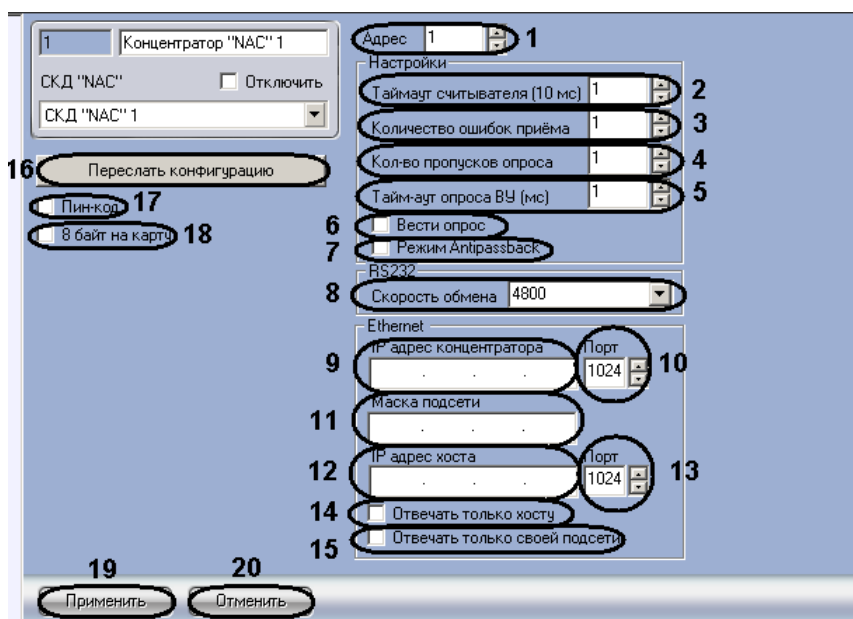 1 Концентратор "NAC" 1
СКД "NAC" Отключить
СКД "NAC" 1
16 Переслать конфигурацию
Пин-код 17
8 байт на карту 18
Адрес 1 1
Настройки
Таймаут считывателя (10 мс) 1 2
Количество ошибок приёма 1 3
Кол-во пропусков опроса 1 4
Тайм-аут опроса ВУ (мс) 1 5
6 Вести опрос
7 Режим Antipassback
RS232
8 Скорость обмена 4800
Ethernet
IP адрес концентратора Порт
9 . . . 1024 10
Маска подсети
11 . . .
IP адрес хоста Порт
12 . . . 1024 13
14 Отвечать только хосту
15 Отвечать только своей подсети
19 20
Применить Отменить